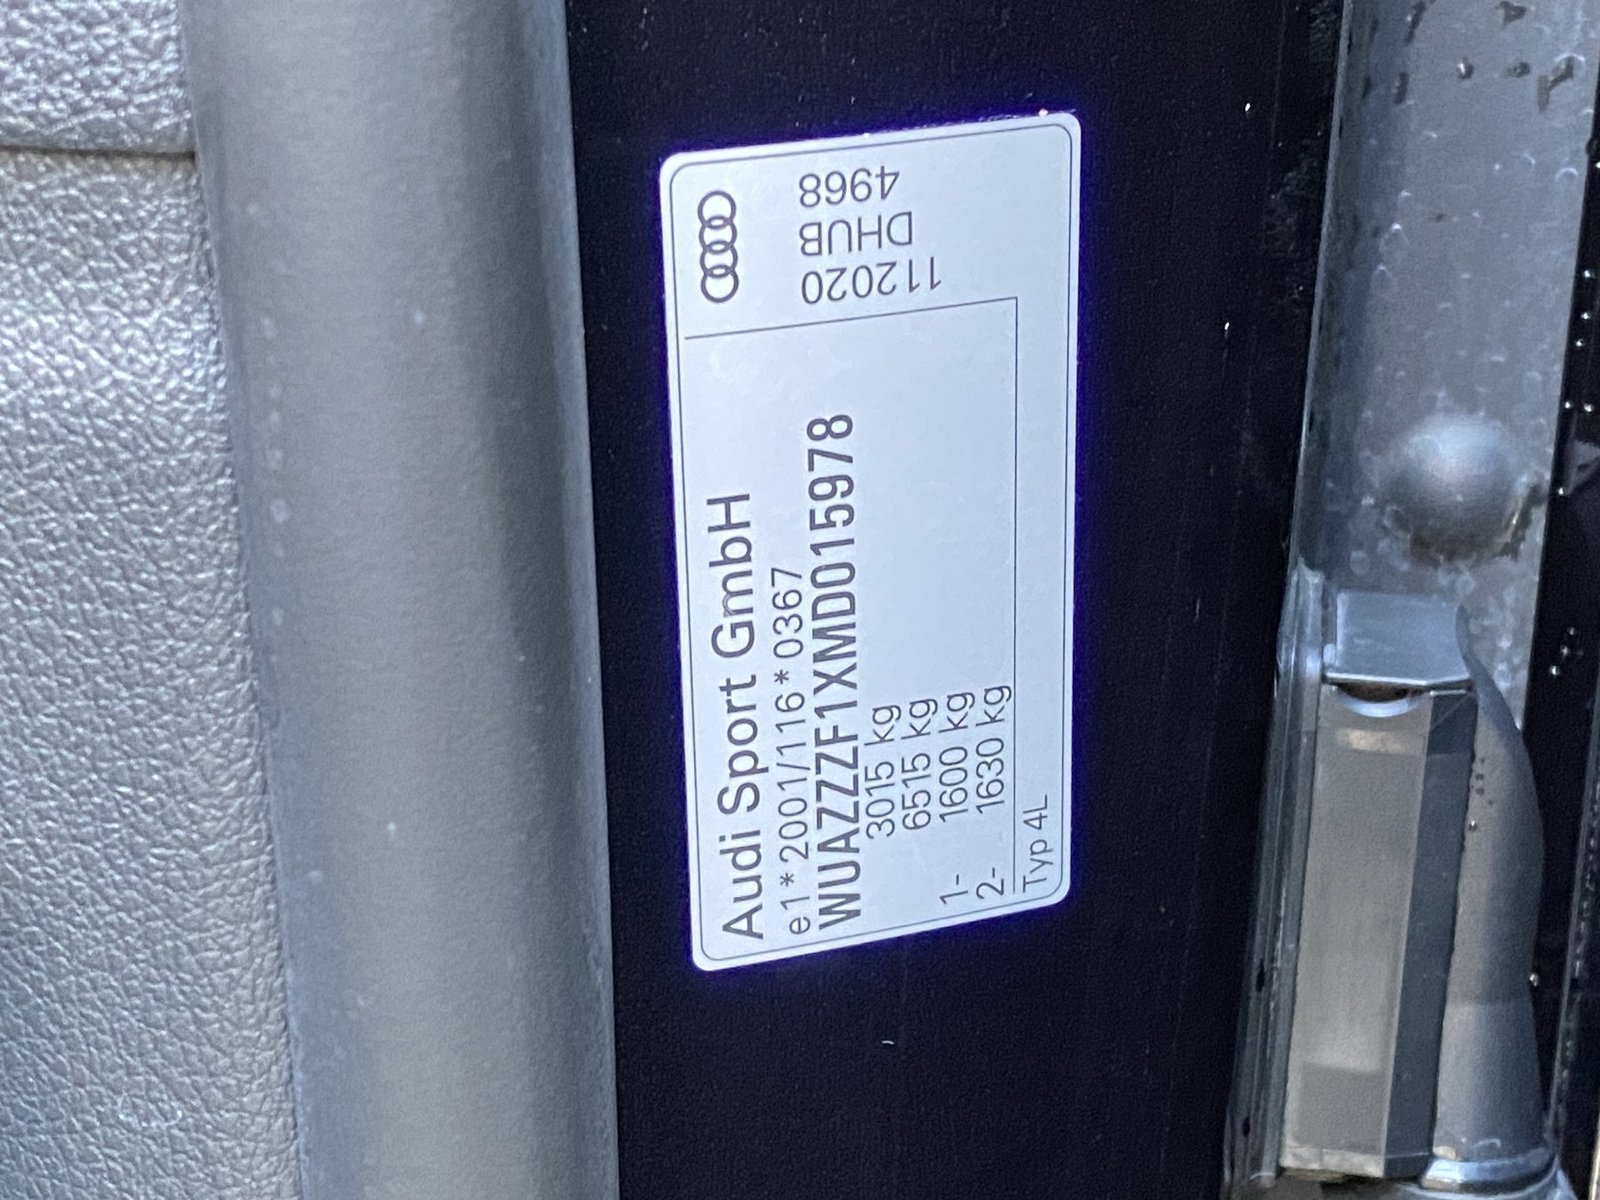 Audi Sport GmbH
e1*2001/116*0367
WUAZZZF1XMD015978
3015 kg
6515 kg
1- 1600 kg
2- 1630 kg
Typ 4L
112020
DHUB
4968